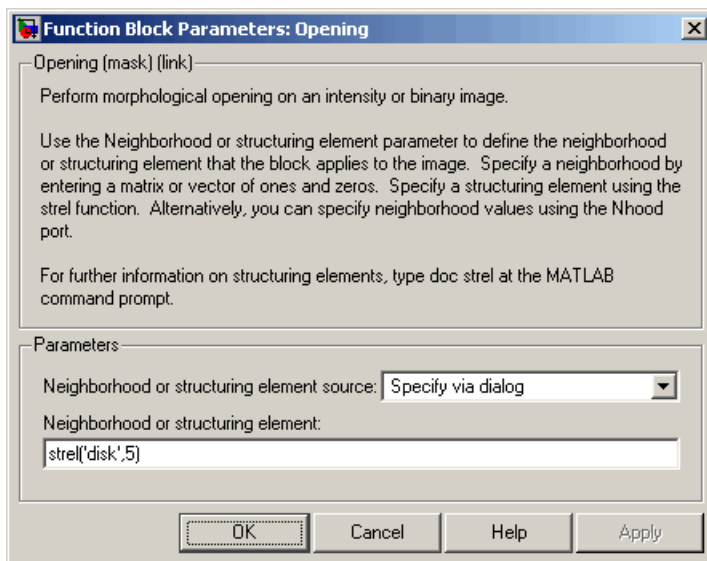 Function Block Parameters: Opening
Opening (mask) (link)
Perform morphological opening on an intensity or binary image.
Use the Neighborhood or structuring element parameter to define the neighborhood
or structuring element that the block applies to the image.  Specify a neighborhood by
entering a matrix or vector of ones and zeros.  Specify a structuring element using the
strel function.  Alternatively, you can specify neighborhood values using the Nhood
port.
For further information on structuring elements, type doc strel at the MATLAB
command prompt.
Parameters
Neighborhood or structuring element source: Specify via dialog
Neighborhood or structuring element:
strel('disk',5)
OK Cancel Help Apply